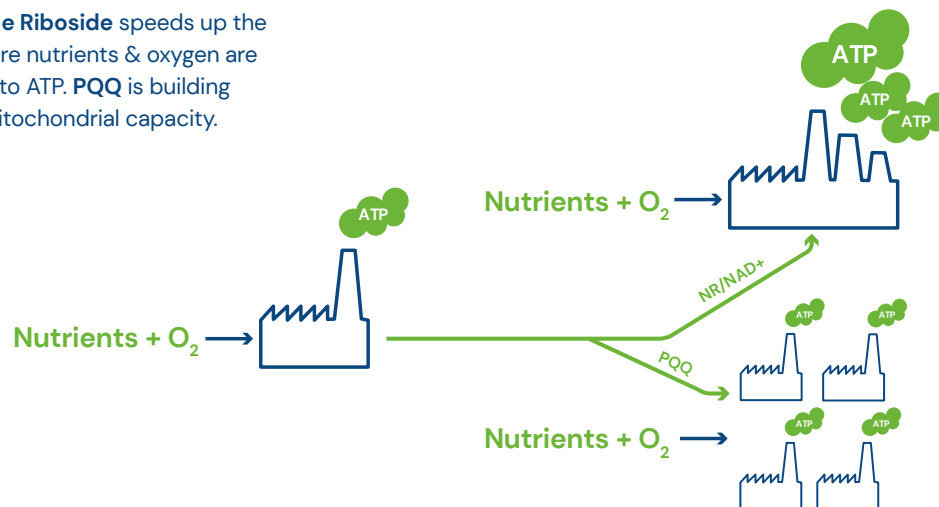 e Riboside speeds up the
re nutrients & oxygen are
to ATP. PQQ is building
itochondrial capacity.
ATP
ATP
ATP
Nutrients + O₂
ATP
NR/NAD+
Nutrients + O₂
PQQ
ATP
ATP
Nutrients + O₂
ATP
ATP